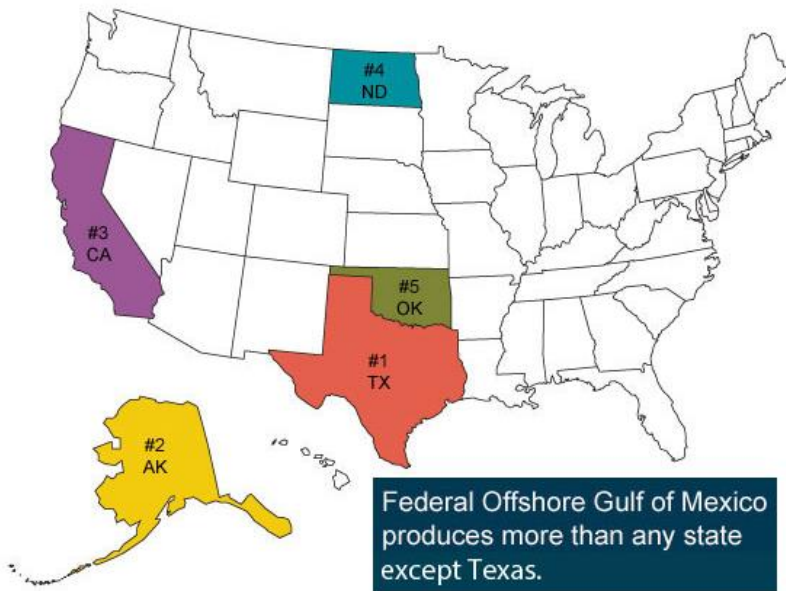 #4
ND
#3
CA
#5
OK
#1
TX
#2
AK
Federal Offshore Gulf of Mexico
produces more than any state
except Texas.